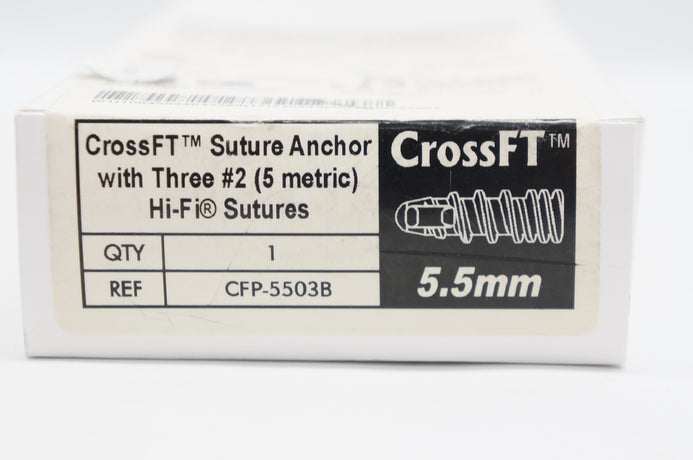 CrossFT™ Suture Anchor
with Three #2 (5 metric)
Hi-Fi® Sutures
QTY 1
REF CFP-5503B
CrossFT™
5.5mm